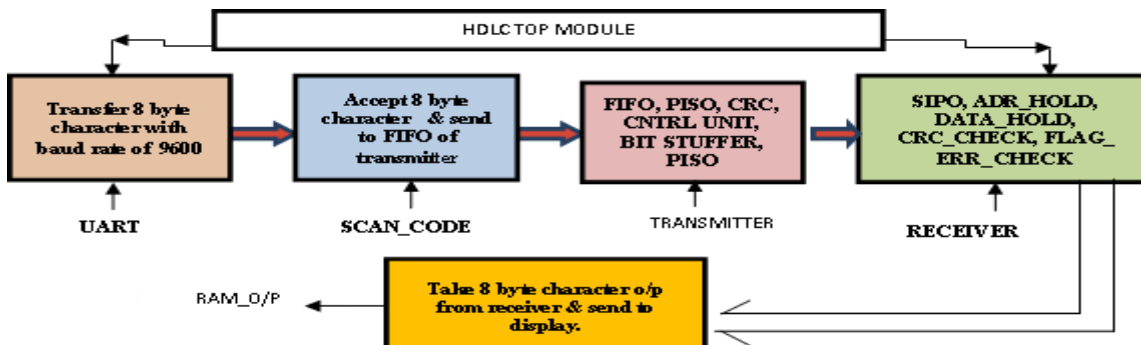 HDLC TOP MODULE
Transfer 8 byte
character with
baud rate of 9600
Accept 8 byte
character & send
to FIFO of
transmitter
FIFO, PISO, CRC,
CNTRL UNIT,
BIT STUFFER,
PISO
SIPO, ADR_HOLD,
DATA_HOLD,
CRC_CHECK, FLAG_
ERR_CHECK
UART
SCAN_CODE
TRANSMITTER
RECEIVER
RAM_O/P
Take 8 byte character o/p
from receiver & send to
display.